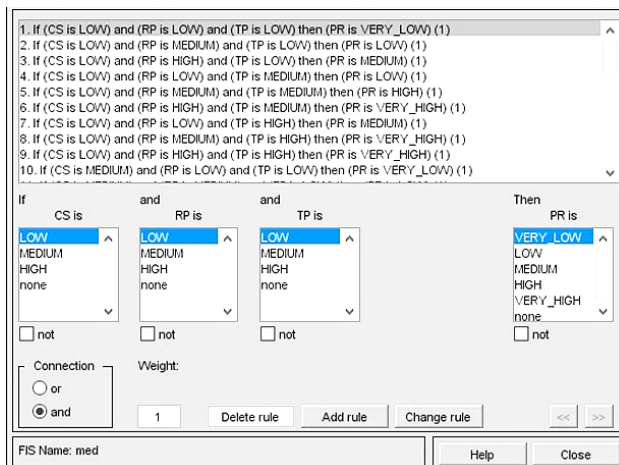 1. If (CS is LOW) and (RP is LOW) and (TP is LOW) then (PR is VERY_LOW) (1)
2. If (CS is LOW) and (RP is MEDIUM) and (TP is LOW) then (PR is LOW) (1)
3. If (CS is LOW) and (RP is HIGH) and (TP is LOW) then (PR is MEDIUM) (1)
4. If (CS is LOW) and (RP is LOW) and (TP is MEDIUM) then (PR is LOW) (1)
5. If (CS is LOW) and (RP is MEDIUM) and (TP is MEDIUM) then (PR is HIGH) (1)
6. If (CS is LOW) and (RP is HIGH) and (TP is MEDIUM) then (PR is VERY_HIGH) (1)
7. If (CS is LOW) and (RP is LOW) and (TP is HIGH) then (PR is MEDIUM) (1)
8. If (CS is LOW) and (RP is MEDIUM) and (TP is HIGH) then (PR is VERY_HIGH) (1)
9. If (CS is LOW) and (RP is HIGH) and (TP is HIGH) then (PR is VERY_HIGH) (1)
10. If (CS is MEDIUM) and (RP is LOW) and (TP is LOW) then (PR is VERY_LOW) (1)
If and and Then
CS is RP is TP is PR is
LOW LOW LOW VERY_LOW
MEDIUM MEDIUM MEDIUM LOW
HIGH HIGH HIGH MEDIUM
none none none HIGH
VERY_HIGH
none
not not not not
Connection Weight:
or
and 1 Delete rule Add rule Change rule << >>
FIS Name: med Help Close